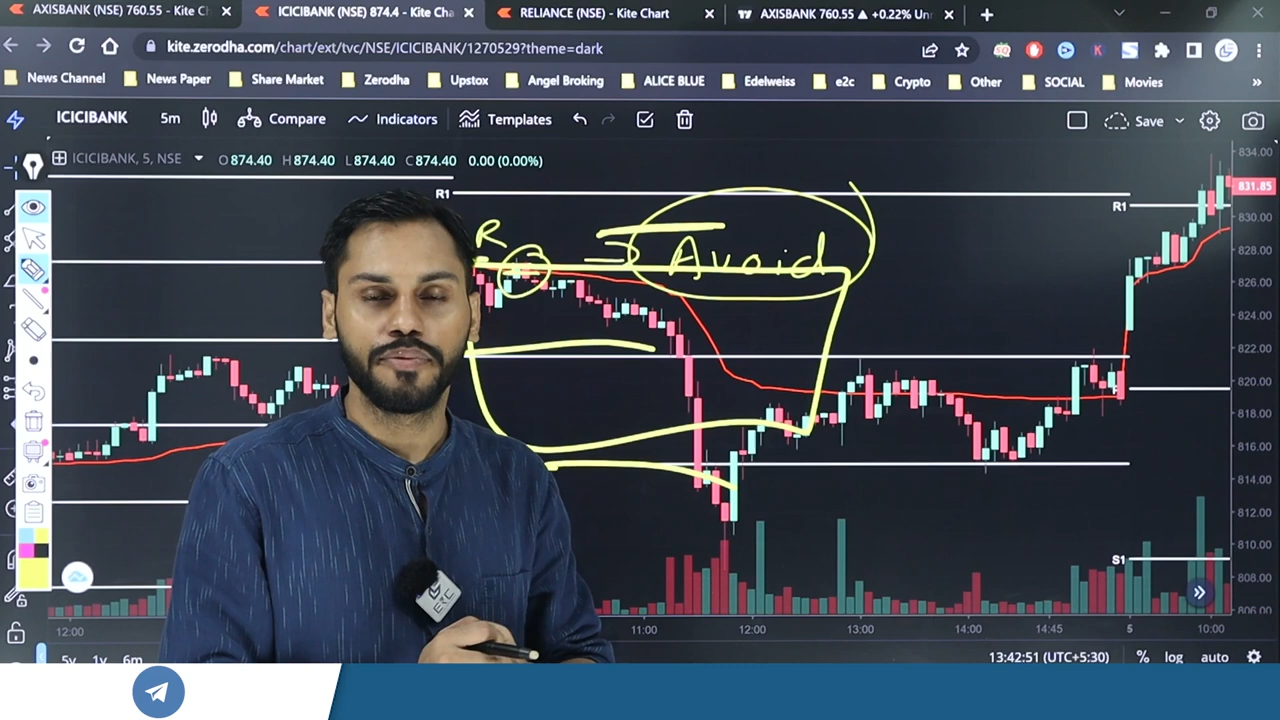 AXISBANK (NSE) 760.55 - Kite C
ICICIBANK (NSE) 874.4 - Kite Cha
RELIANCE (NSE) - Kite Chart
AXISBANK 760.55 ▲ +0.22% Un
kite.zerodha.com/chart/ext/tvc/NSE/ICICIBANK/1270529?theme=dark
News Channel
News Paper
Share Market
Zerodha
Upstox
Angel Broking
ALICE BLUE
Edelweiss
e2c
Crypto
Other
SOCIAL
Movies
»
ICICIBANK 5m Compare Indicators Templates Save
ICICIBANK, 5, NSE O 874.40 H 874.40 L 874.40 C 874.40 0.00 (0.00%)
834.00
831.85
R1
R1
830.00
R
Avoid
828.00
826.00
824.00
822.00
820.00
818.00
816.00
814.00
812.00
S1
808.00
806.00
E2C
12:00 11:00 12:00 13:00 14:00 14:45 5 10:00
5y 1y 6m 13:42:51 (UTC+5:30) % log auto